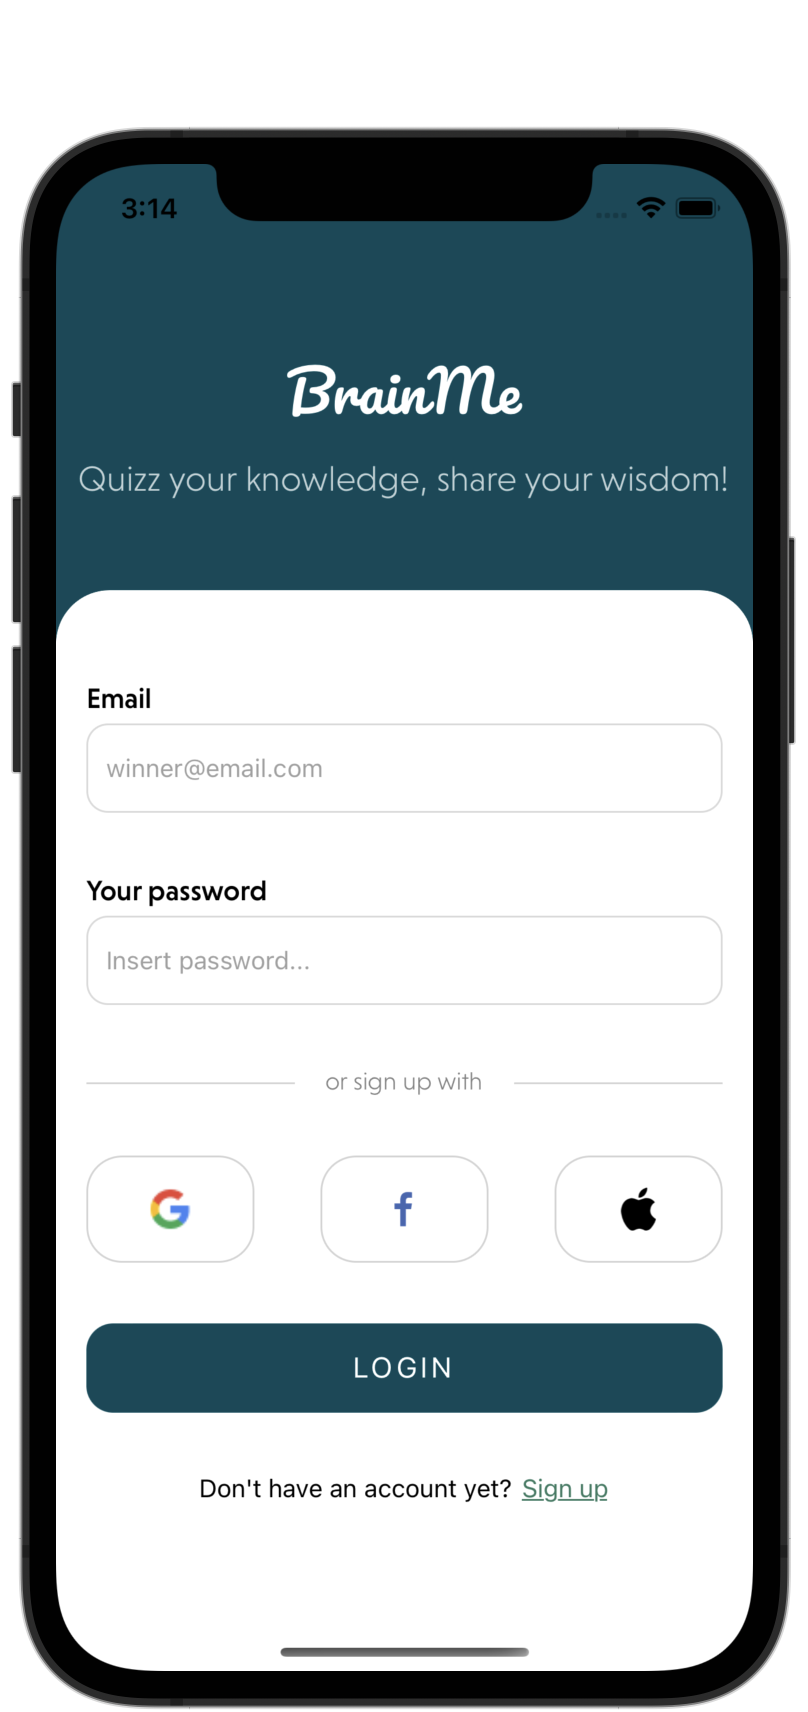 3:14
BrainMe
Quizz your knowledge, share your wisdom!
Email
winner@email.com
Your password
Insert password...
or sign up with
LOGIN
Don't have an account yet? Sign up